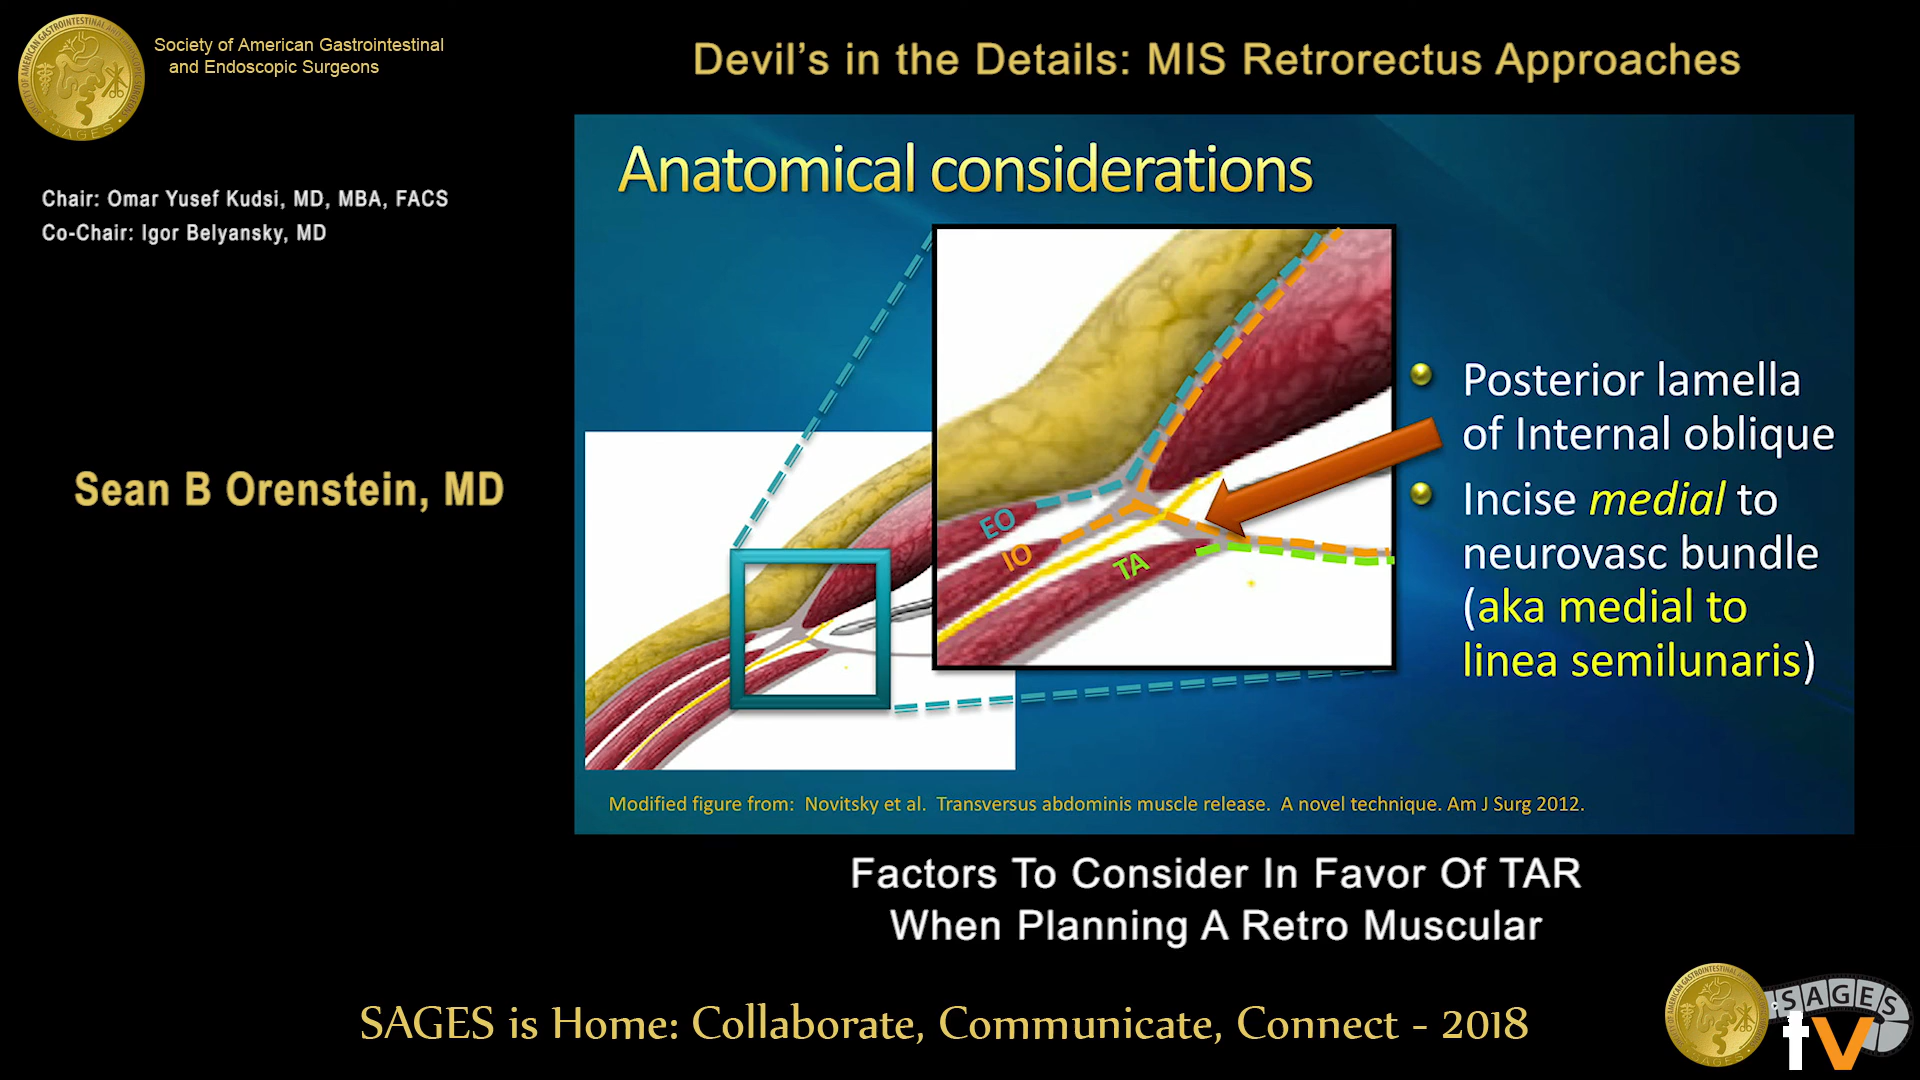 Society of American Gastrointestinal
and Endoscopic Surgeons
Devil's in the Details: MIS Retrorectus Approaches
Chair: Omar Yusef Kudsi, MD, MBA, FACS
Co-Chair: Igor Belyansky, MD
Sean B Orenstein, MD
Anatomical considerations
EO
IO
TA
Posterior lamella
of Internal oblique
Incise medial to
neurovasc bundle
(aka medial to
linea semilunaris)
Modified figure from: Novitsky et al. Transversus abdominis muscle release. A novel technique. Am J Surg 2012.
Factors To Consider In Favor Of TAR
When Planning A Retro Muscular
SAGES is Home: Collaborate, Communicate, Connect - 2018
SAGES
tv